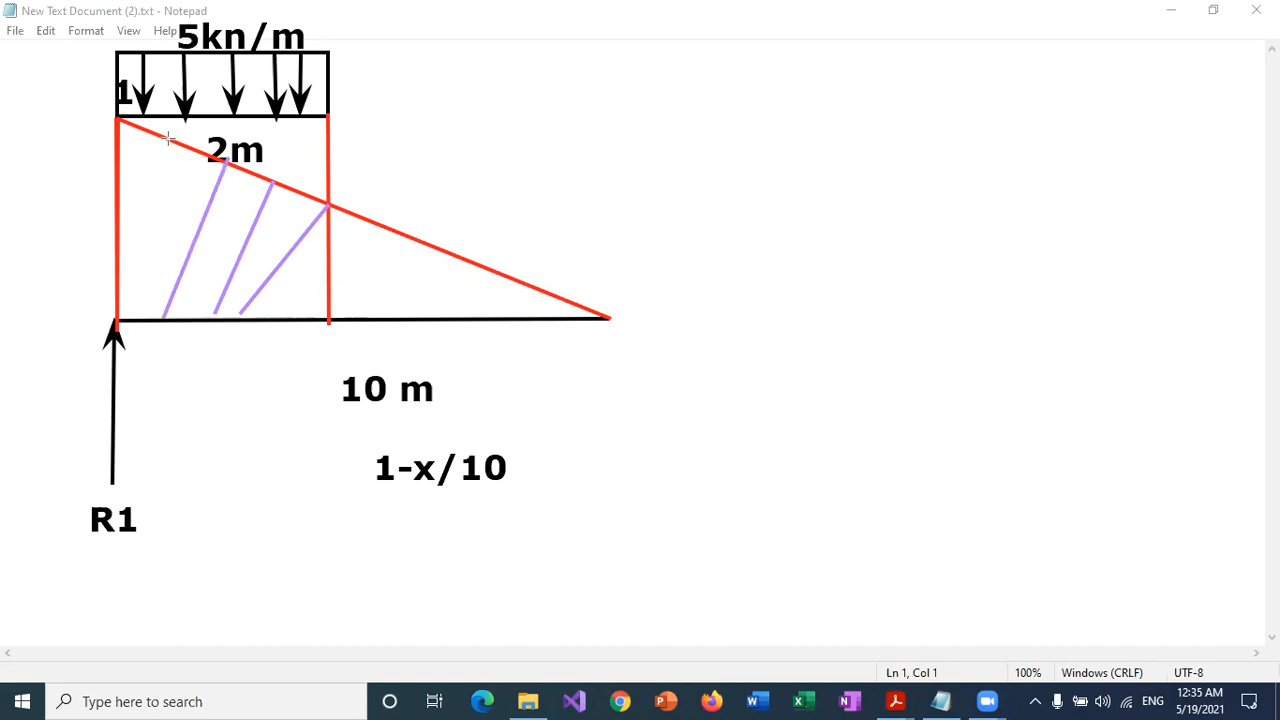 New Text Document (2).txt - Notepad
File Edit Format View Help
5kn/m
1
2m
10 m
1-x/10
R1
Ln 1, Col 1 100% Windows (CRLF) UTF-8
Type here to search
ENG
12:35 AM
5/19/2021